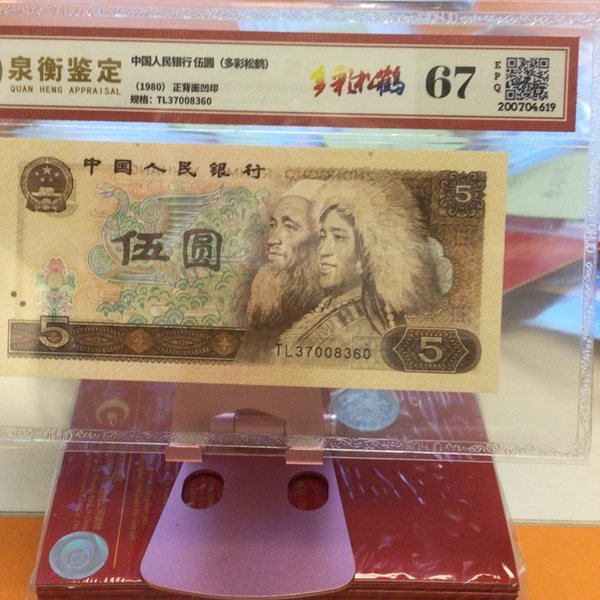 泉衡鉴定
QUAN HENG APPRAISAL
中国人民银行 伍圆（多彩松鹤）
（1980）正背面凹印
规格：TL37008360
多彩松鹤
67
EPQ
200704619
中国人民银行
伍圆
5
5
5
TL37008360